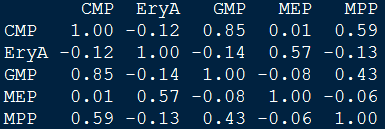 CMP EryA GMP MEP MPP
CMP 1.00 -0.12 0.85 0.01 0.59
EryA -0.12 1.00 -0.14 0.57 -0.13
GMP 0.85 -0.14 1.00 -0.08 0.43
MEP 0.01 0.57 -0.08 1.00 -0.06
MPP 0.59 -0.13 0.43 -0.06 1.00